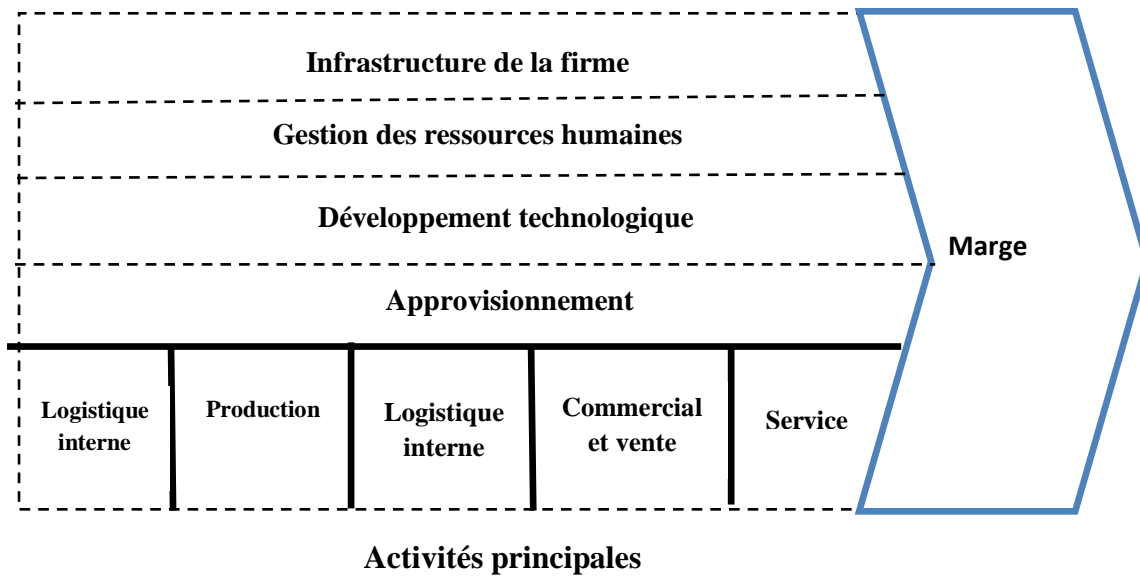 Infrastructure de la firme
Gestion des ressources humaines
Développement technologique
Marge
Approvisionnement
Logistique
interne
Production
Logistique
interne
Commercial
et vente
Service
Activités principales